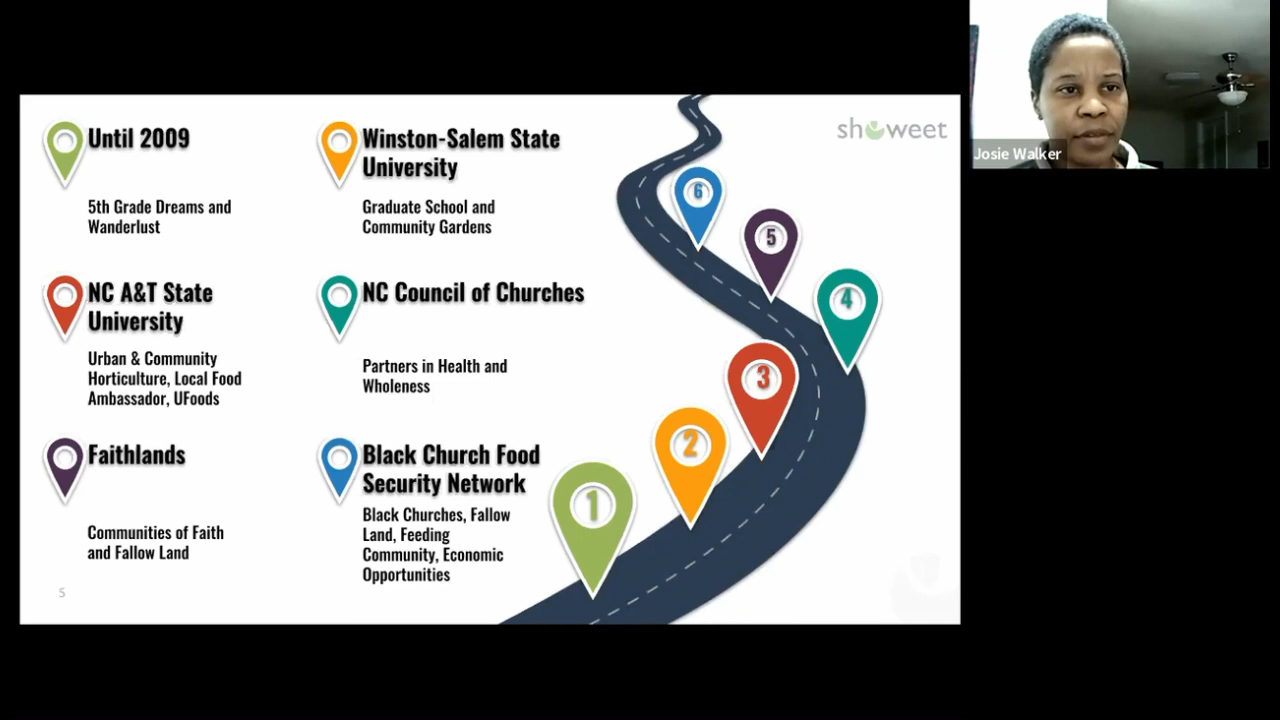 Until 2009
5th Grade Dreams and
Wanderlust
Winston-Salem State
University
Graduate School and
Community Gardens
NC A&T State
University
Urban & Community
Horticulture, Local Food
Ambassador, UFoods
NC Council of Churches
Partners in Health and
Wholeness
Faithlands
Communities of Faith
and Fallow Land
Black Church Food
Security Network
Black Churches, Fallow
Land, Feeding
Community, Economic
Opportunities
5
showeet
6
5
4
3
2
1
Josie Walker